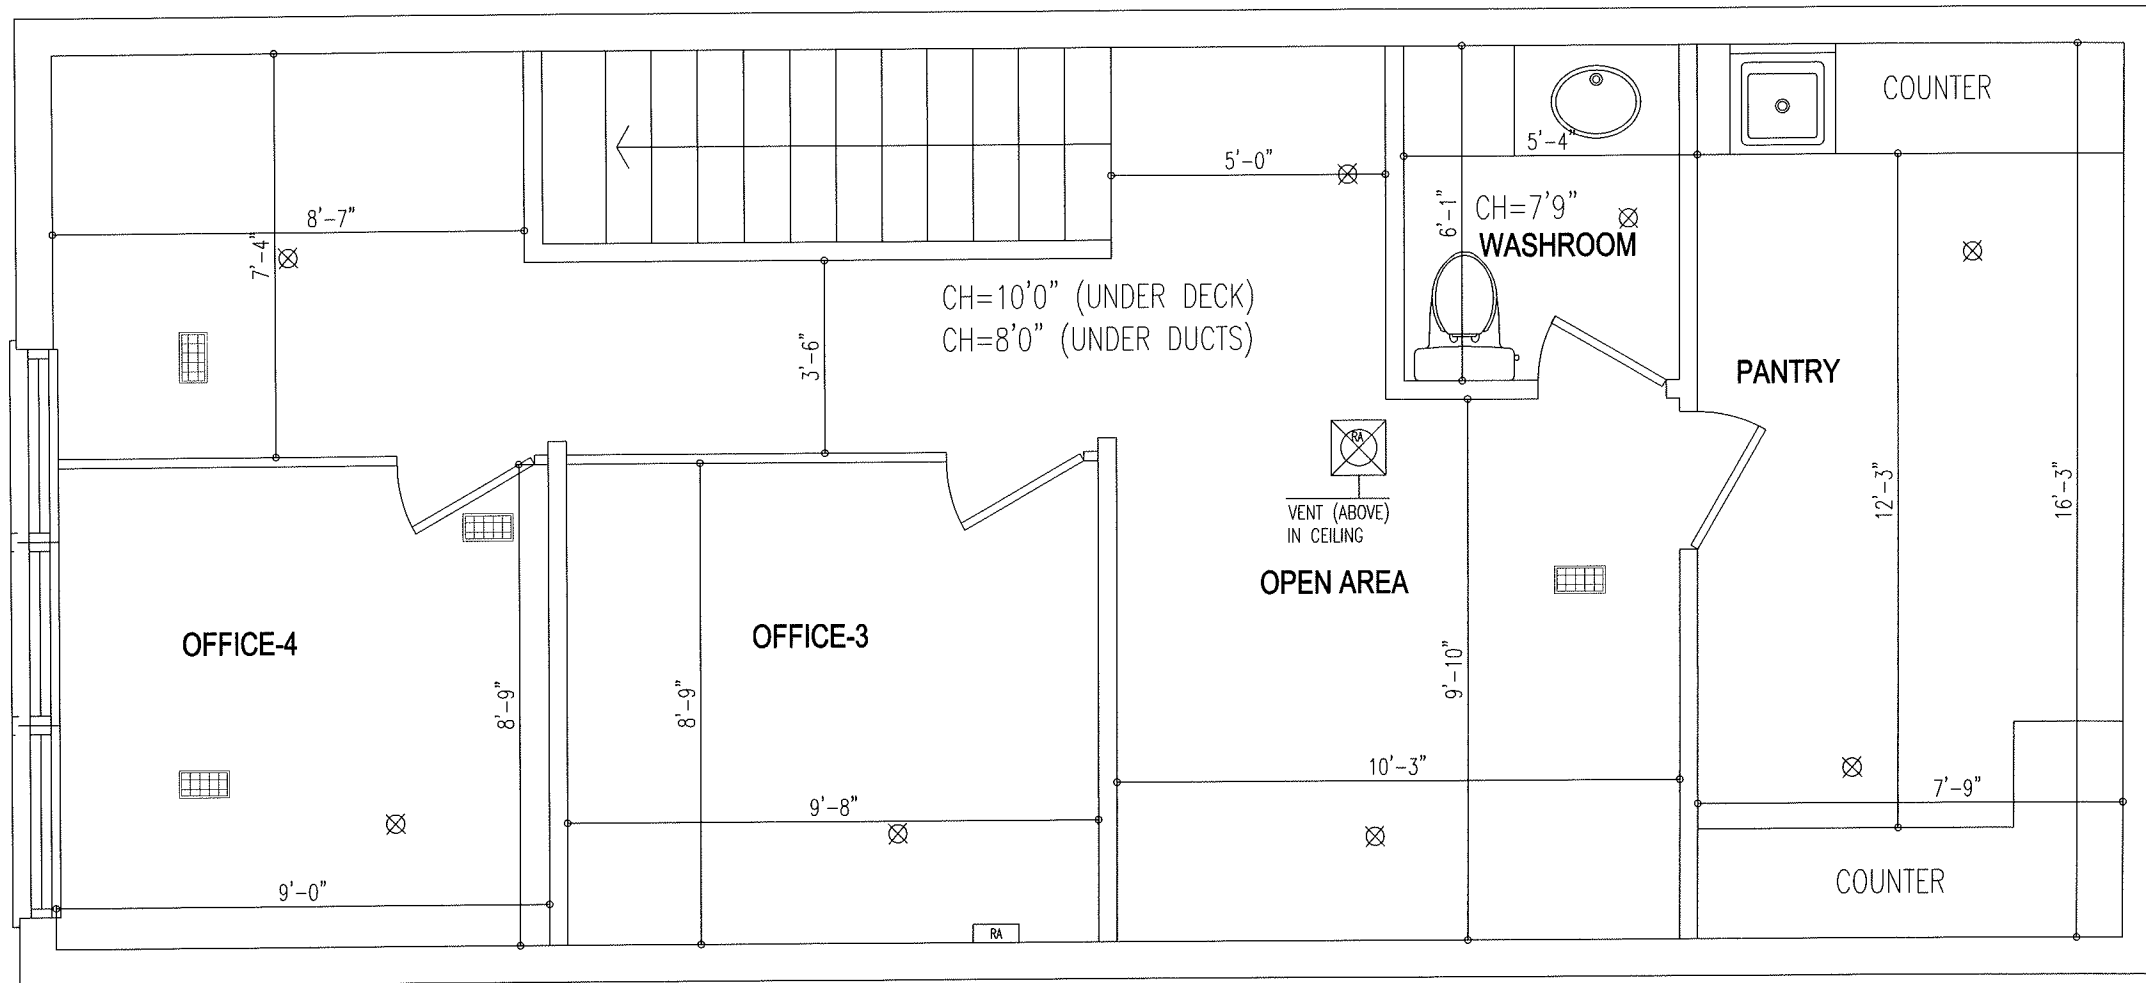 COUNTER
5'-4"
5'-0"
8'-7"
7'-4"
6'-1"
CH=7'9"
WASHROOM
CH=10'0" (UNDER DECK)
CH=8'0" (UNDER DUCTS)
3'-6"
PANTRY
RA
VENT (ABOVE)
IN CEILING
12'-3"
16'-3"
OPEN AREA
OFFICE-4
OFFICE-3
8'-9"
8'-9"
9'-10"
10'-3"
7'-9"
9'-8"
9'-0"
COUNTER
RA